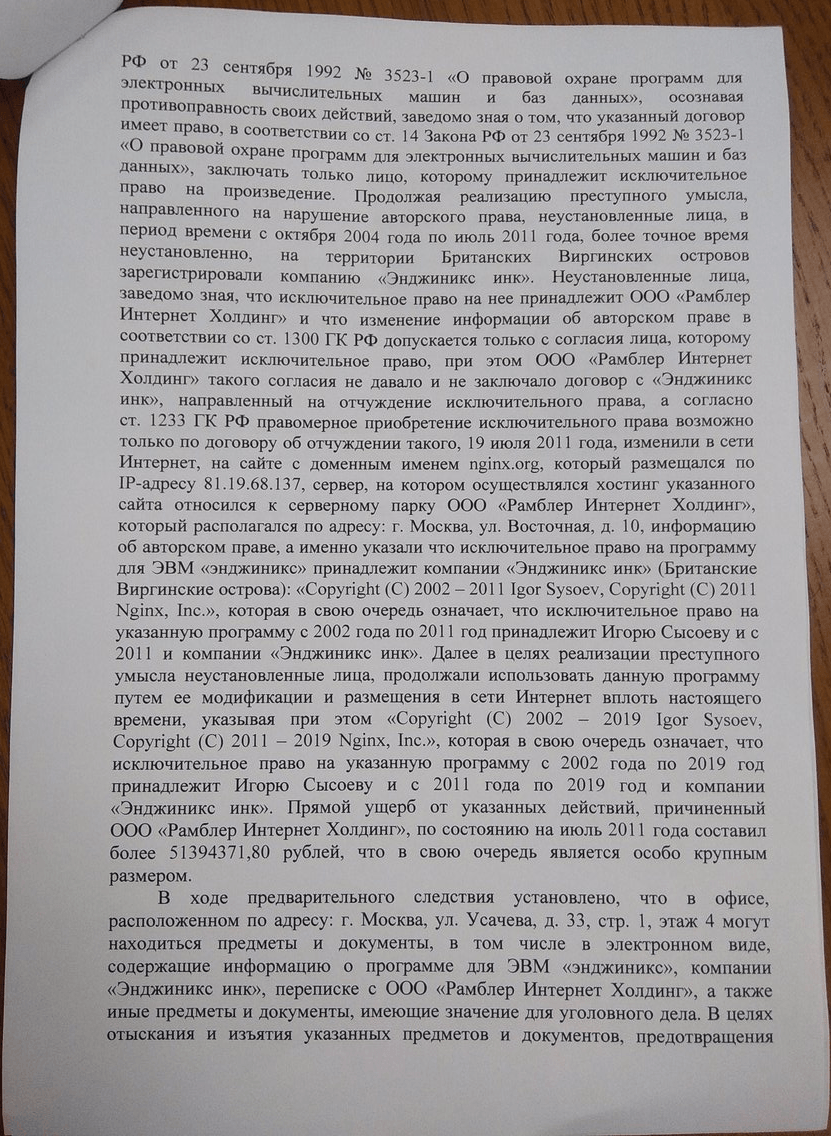 РФ от 23 сентября 1992 № 3523-1 «О правовой охране программ для
электронных вычислительных машин и баз данных», осознавая
противоправность своих действий, заведомо зная о том, что указанный договор
имеет право, в соответствии со ст. 14 Закона РФ от 23 сентября 1992 № 3523-1
«О правовой охране программ для электронных вычислительных машин и баз
данных», заключать только лицо, которому принадлежит исключительное
право на произведение. Продолжая реализацию преступного умысла,
направленного на нарушение авторского права, неустановленные лица, в
период времени с октября 2004 года по июль 2011 года, более точное время
неустановленно, на территории Британских Виргинских островов
зарегистрировали компанию «Энджиникс инк». Неустановленные лица,
заведомо зная, что исключительное право на нее принадлежит ООО «Рамблер
Интернет Холдинг» и что изменение информации об авторском праве в
соответствии со ст. 1300 ГК РФ допускается только с согласия лица, которому
принадлежит исключительное право, при этом ООО «Рамблер Интернет
Холдинг» такого согласия не давало и не заключало договор с «Энджиникс
инк», направленный на отчуждение исключительного права, а согласно
ст. 1233 ГК РФ правомерное приобретение исключительного права возможно
только по договору об отчуждении такого, 19 июля 2011 года, изменили в сети
Интернет, на сайте с доменным именем nginx.org, который размещался по
IP-адресу 81.19.68.137, сервер, на котором осуществлялся хостинг указанного
сайта относился к серверному парку ООО «Рамблер Интернет Холдинг»,
который располагался по адресу: г. Москва, ул. Восточная, д. 10, информацию
об авторском праве, а именно указали что исключительное право на программу
для ЭВМ «энджиникс» принадлежит компании «Энджиникс инк» (Британские
Виргинские острова): «Copyright (C) 2002 – 2011 Igor Sysoev, Copyright (C) 2011
Nginx, Inc.», которая в свою очередь означает, что исключительное право на
указанную программу с 2002 года по 2011 год принадлежит Игорю Сысоеву и с
2011 и компании «Энджиникс инк». Далее в целях реализации преступного
умысла неустановленные лица, продолжали использовать данную программу
путем ее модификации и размещения в сети Интернет вплоть настоящего
времени, указывая при этом «Copyright (C) 2002 – 2019 Igor Sysoev,
Copyright (C) 2011 – 2019 Nginx, Inc.», которая в свою очередь означает, что
исключительное право на указанную программу с 2002 года по 2019 год
принадлежит Игорю Сысоеву и с 2011 года по 2019 год и компании
«Энджиникс инк». Прямой ущерб от указанных действий, причиненный
ООО «Рамблер Интернет Холдинг», по состоянию на июль 2011 года составил
более 51394371,80 рублей, что в свою очередь является особо крупным
размером.
В ходе предварительного следствия установлено, что в офисе,
расположенном по адресу: г. Москва, ул. Усачева, д. 33, стр. 1, этаж 4 могут
находиться предметы и документы, в том числе в электронном виде,
содержащие информацию о программе для ЭВМ «энджиникс», компании
«Энджиникс инк», переписке с ООО «Рамблер Интернет Холдинг», а также
иные предметы и документы, имеющие значение для уголовного дела. В целях
отыскания и изъятия указанных предметов и документов, предотвращения